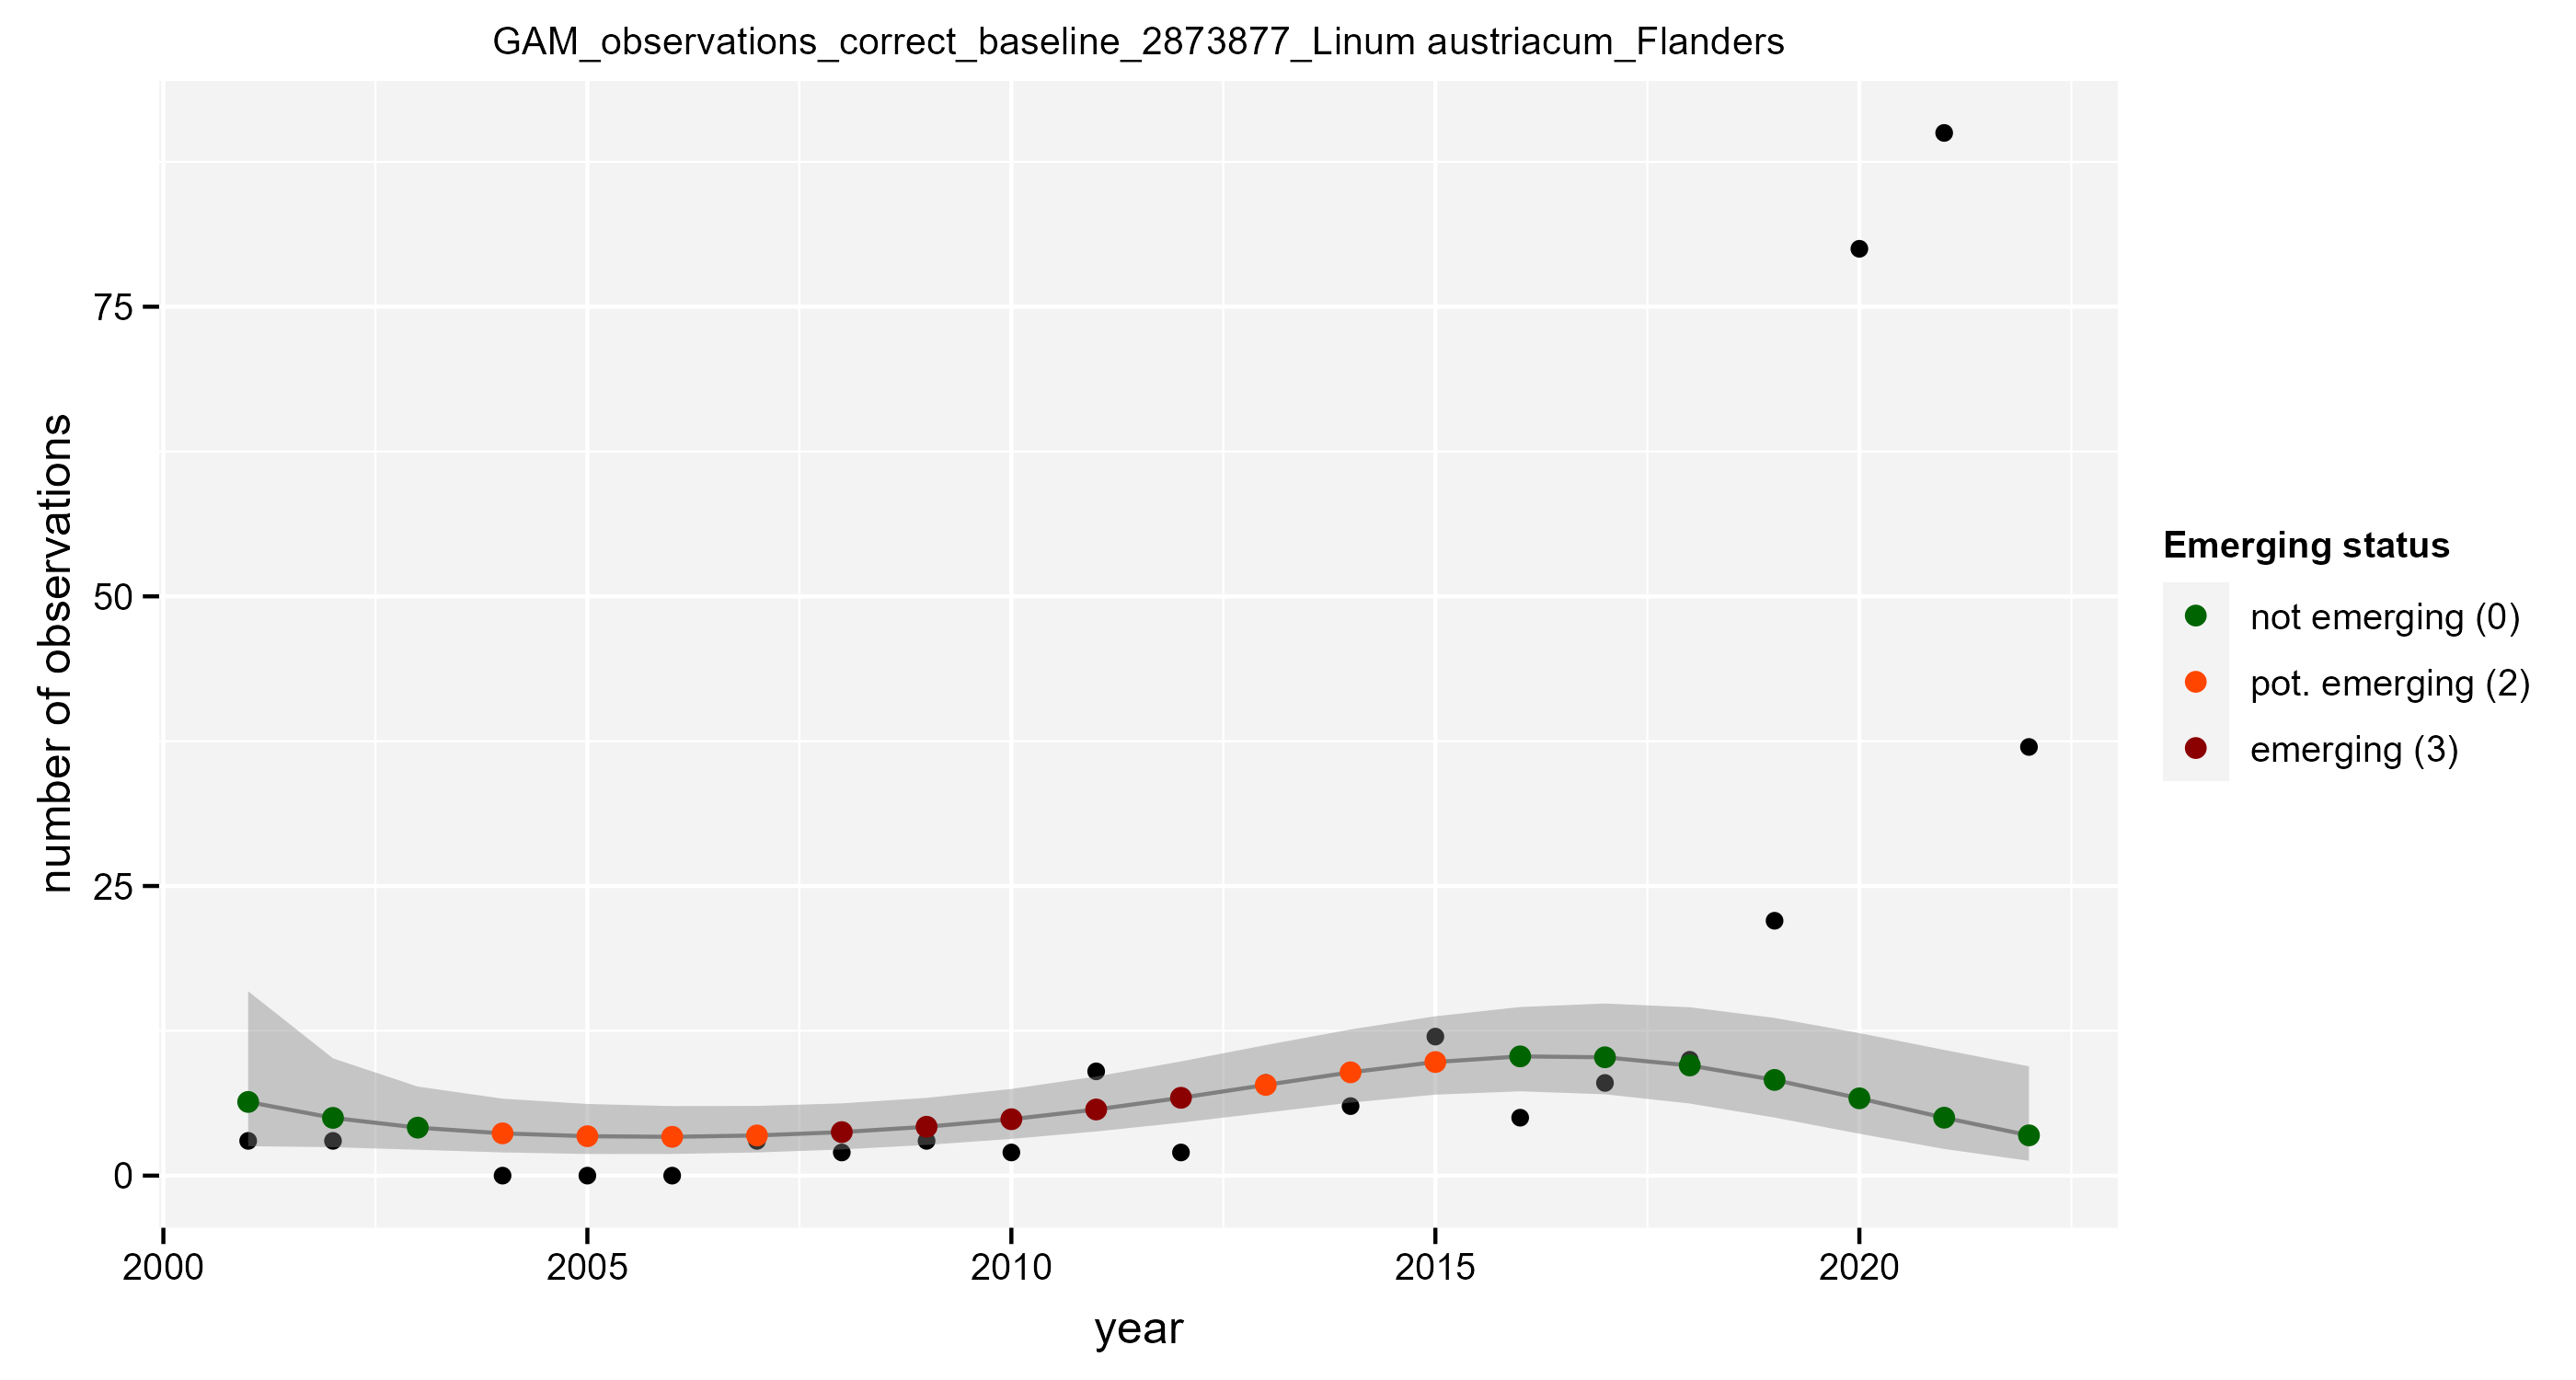 GAM_observations_correct_baseline_2873877_Linum austriacum_Flanders
number of observations
75
50
25
0
2000
2005
2010
2015
2020
year
Emerging status
not emerging (0)
pot. emerging (2)
emerging (3)